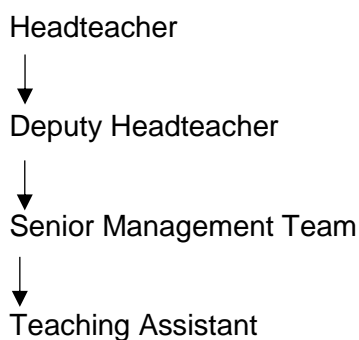 Headteacher
Deputy Headteacher
Senior Management Team
Teaching Assistant